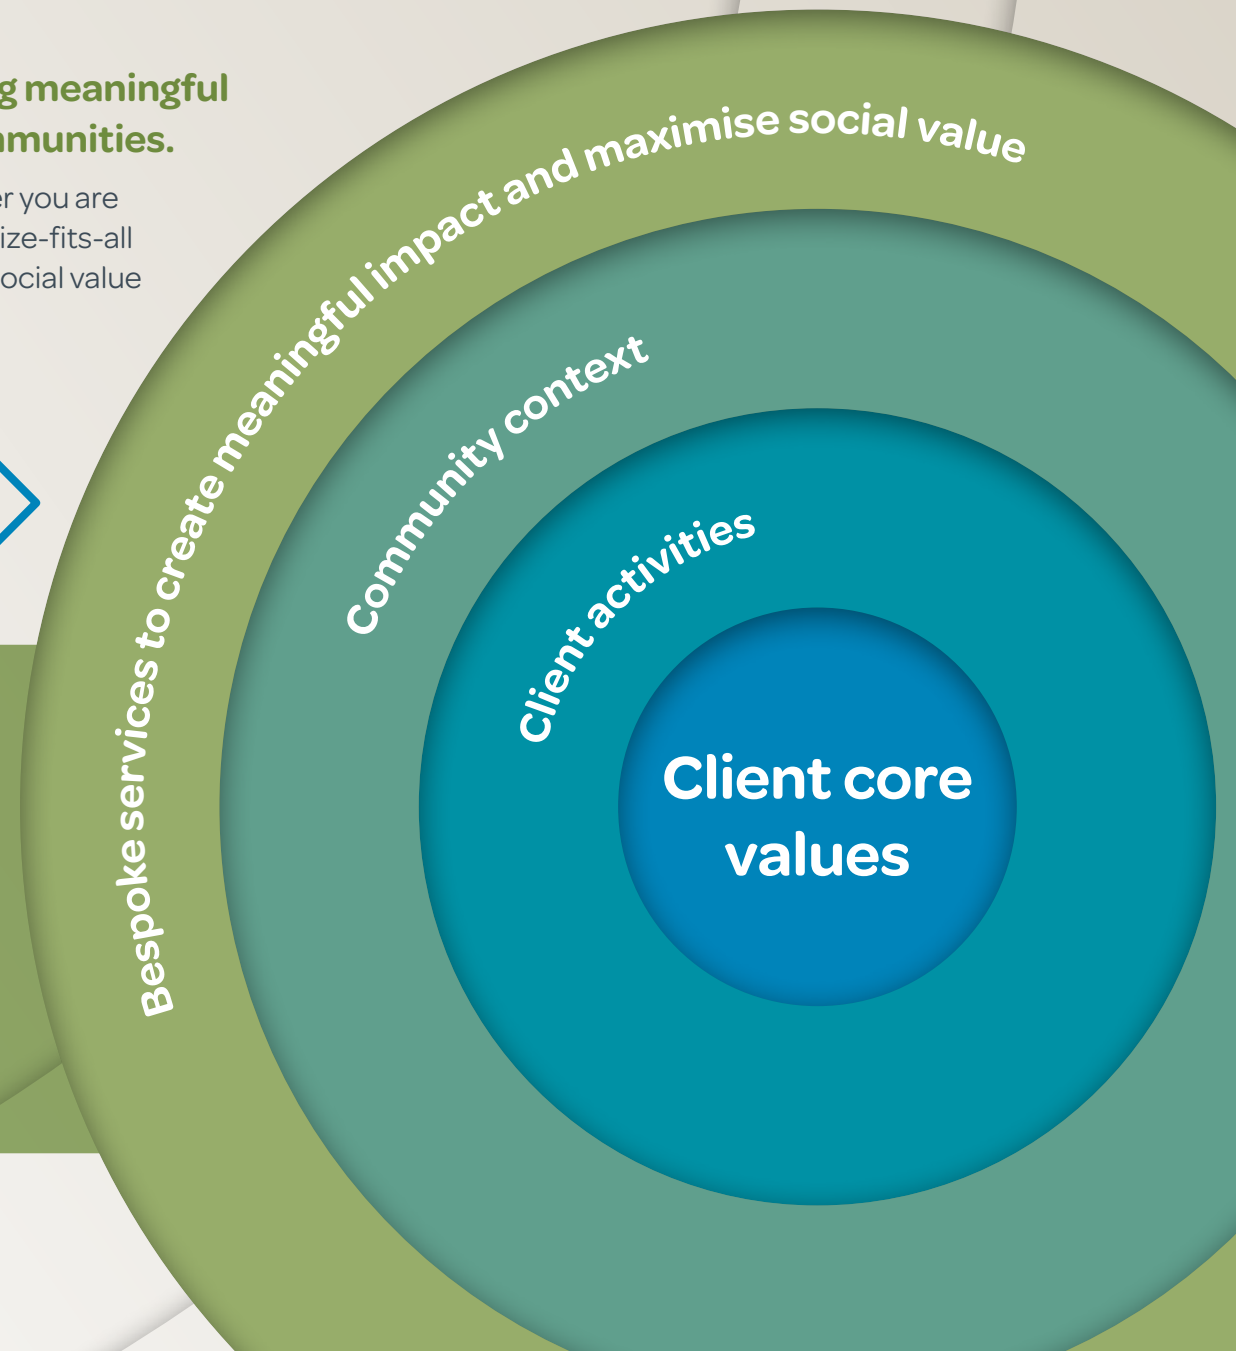 meaningful
munities.
you are
ize-fits-all
ocial value
Bespoke services to create meaningful impact and maximise social value
Community context
Client activities
Client core
values